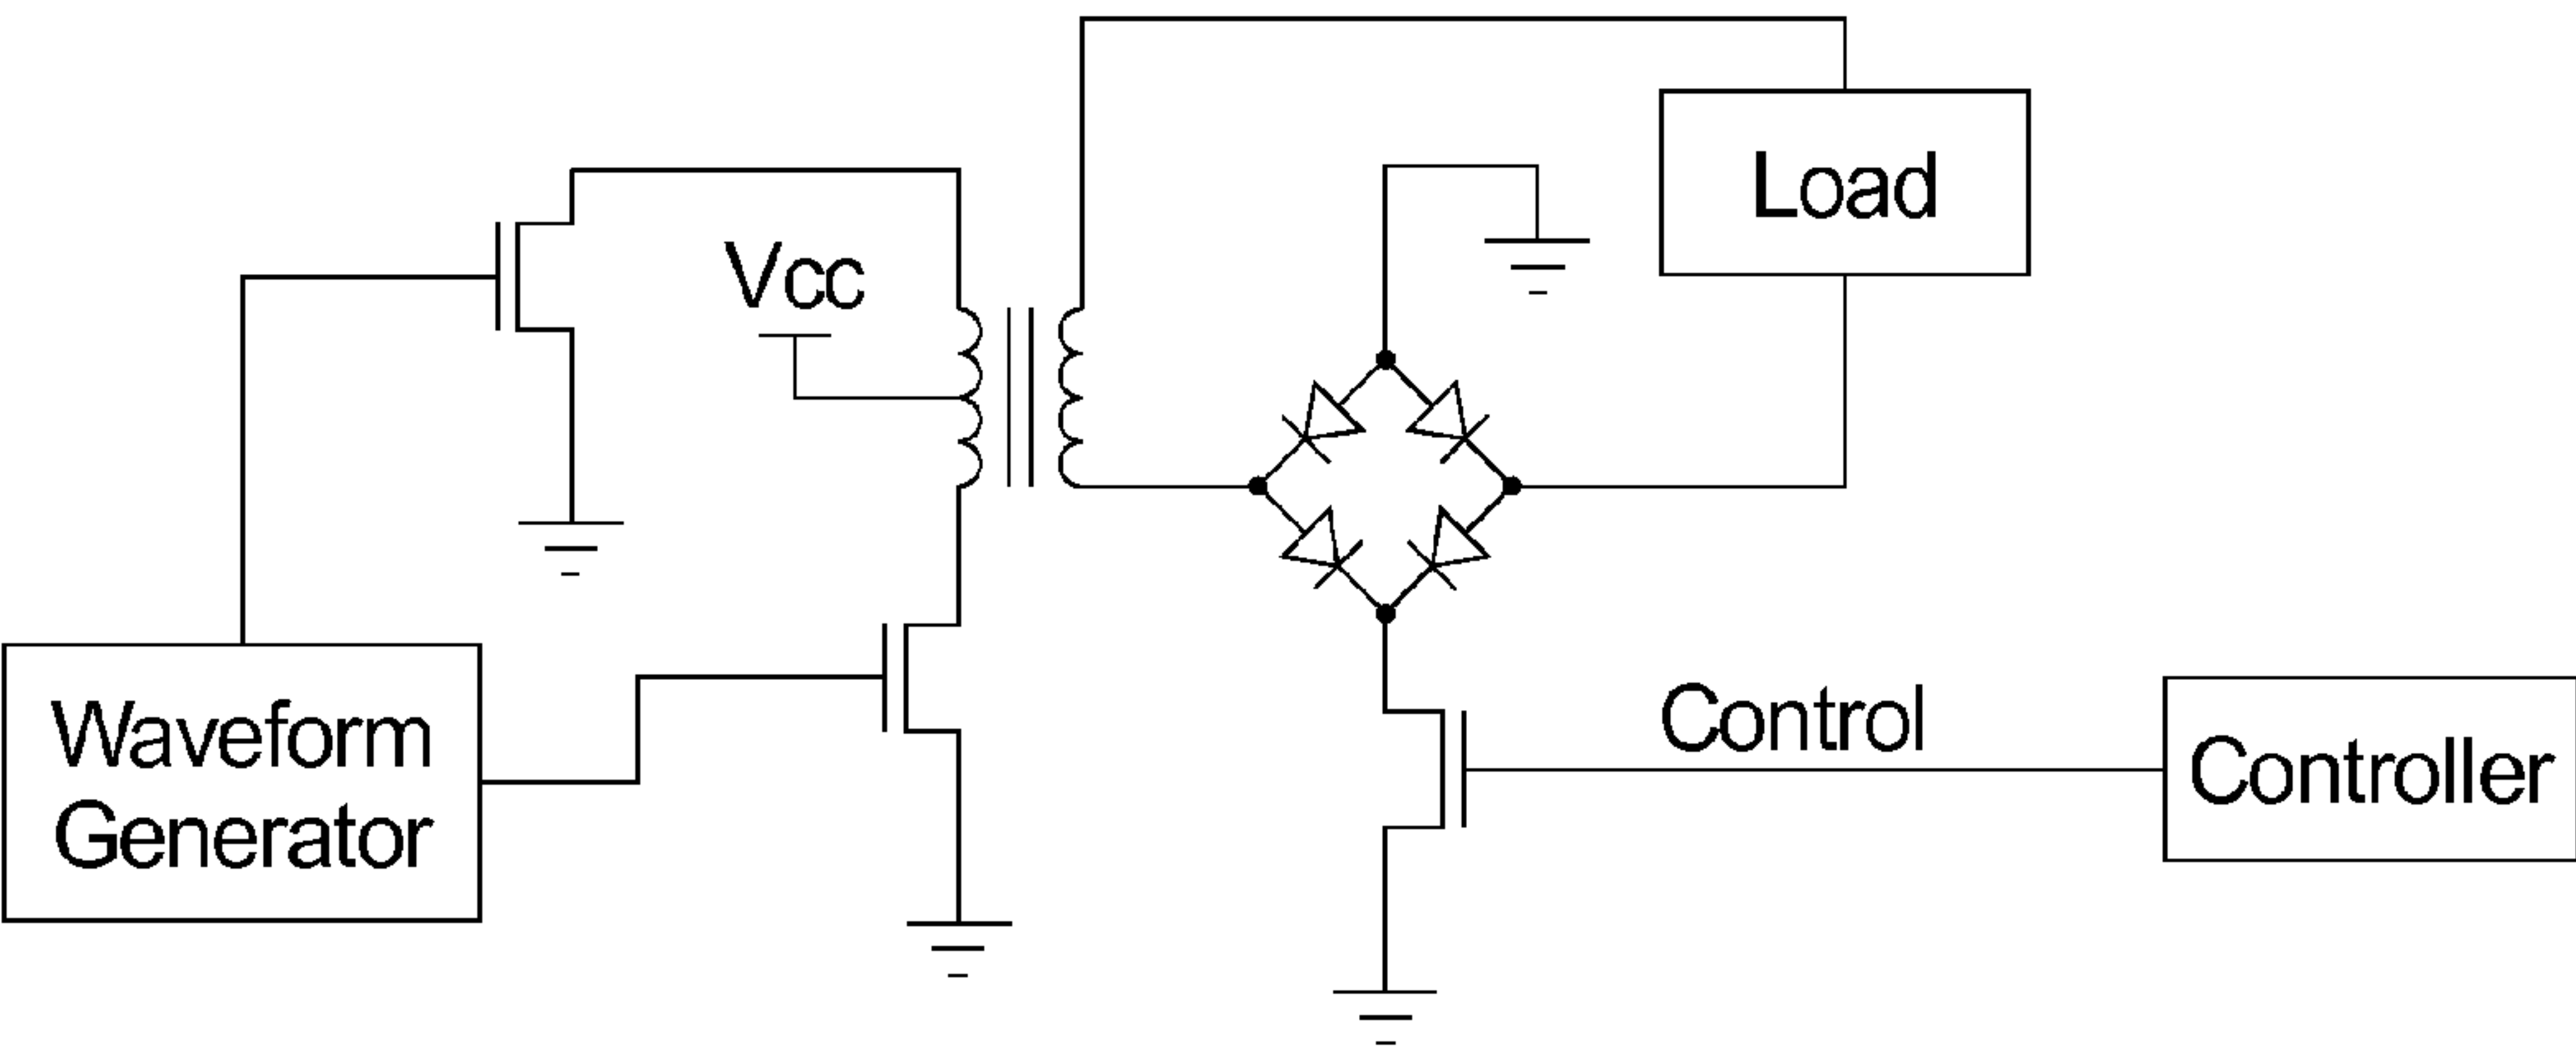 Load
Vcc
Waveform
Generator
Control
Controller